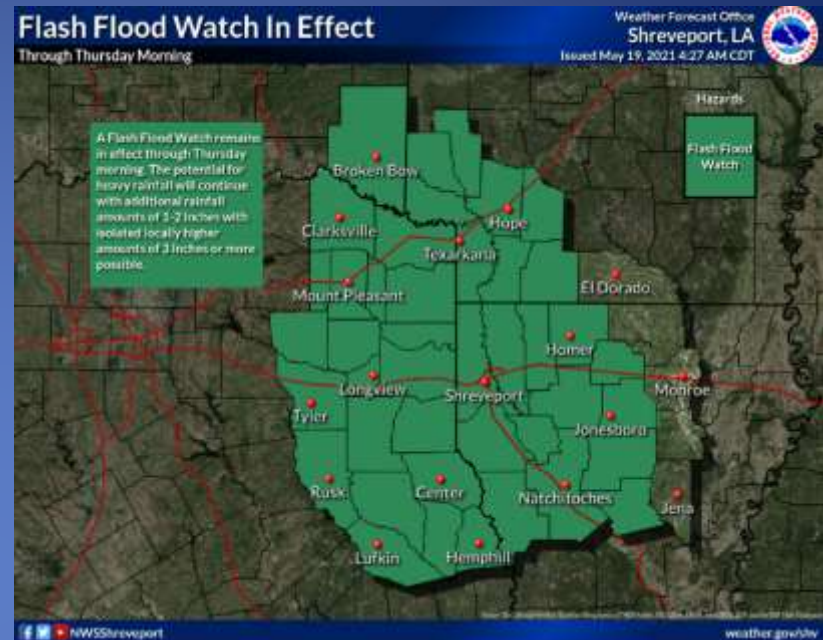 Flash Flood Watch In Effect
Through Thursday Morning
Weather Forecast Office
Shreveport, LA
Issued May 19, 2021 4:27 AM CDT
Hazards
Flash Flood
Watch
A Flash Flood Watch remains
in effect through Thursday
morning. The potential for
heavy rainfall will continue
with additional rainfall
amounts of 1-2 inches with
isolated locally higher
amounts of 3 inches or more
possible.
Broken Bow
Clarksville
Hope
Texarkana
Mount Pleasant
El Dorado
Homer
Longview
Shreveport
Monroe
Tyler
Jonesboro
Rusk
Center
Natchitoches
Jena
Lufkin
Hemphill
NWSShreveport
weather.gov/shv